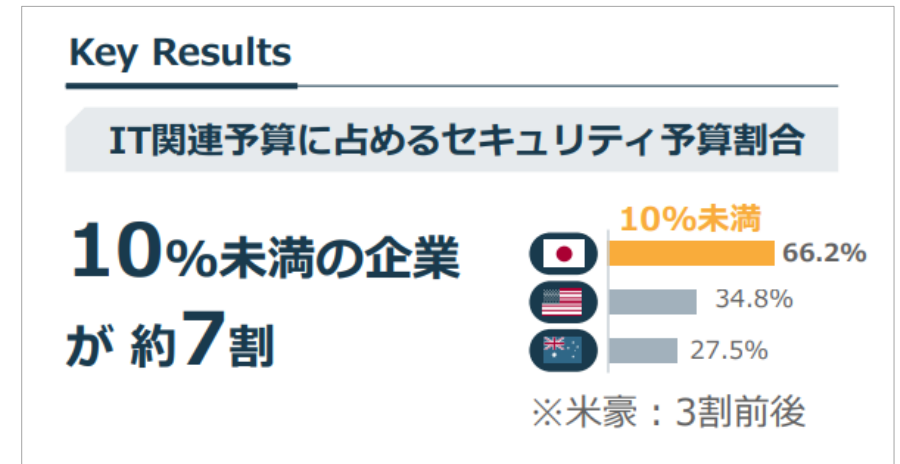 Key Results
IT関連予算に占めるセキュリティ予算割合
10%未満の企業
が 約7割
10%未満
66.2%
34.8%
27.5%
※米豪：3割前後